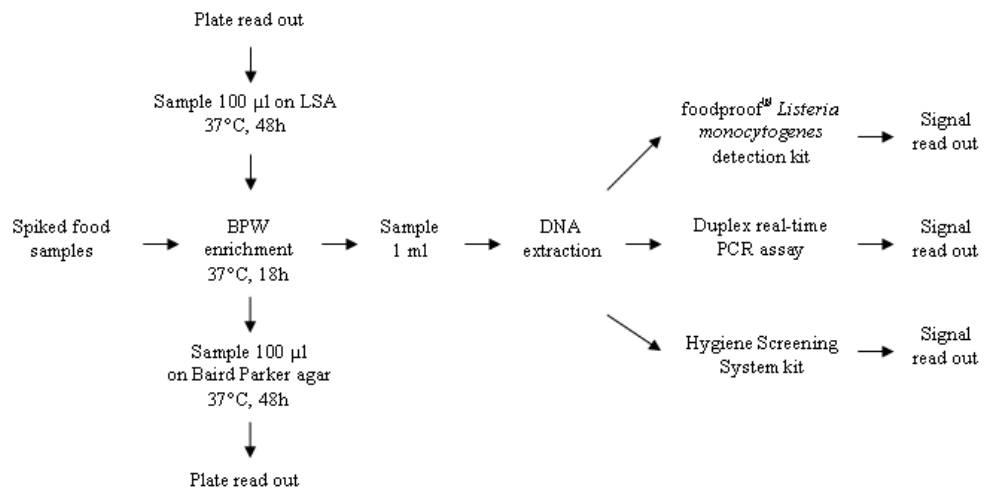 Plate read out
Sample 100 µl on LSA
37°C, 48h
foodproof® Listeria
monocytogenes
detection kit
Signal
read out
Spiked food
samples
BPW
enrichment
37°C, 18h
Sample
1 ml
DNA
extraction
Duplex real-time
PCR assay
Signal
read out
Sample 100 µl
on Baird Parker agar
37°C, 48h
Hygiene Screening
System kit
Signal
read out
Plate read out